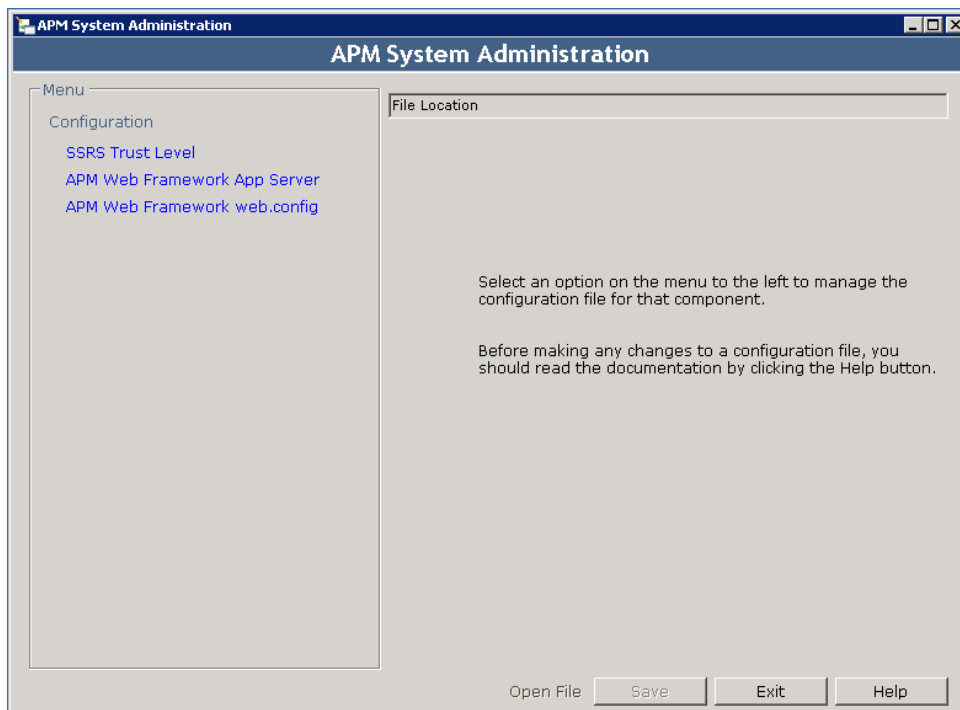 APM System Administration
APM System Administration
Menu
Configuration
SSRS Trust Level
APM Web Framework App Server
APM Web Framework web.config
File Location
Select an option on the menu to the left to manage the
configuration file for that component.
Before making any changes to a configuration file, you
should read the documentation by clicking the Help button.
Open File Save Exit Help